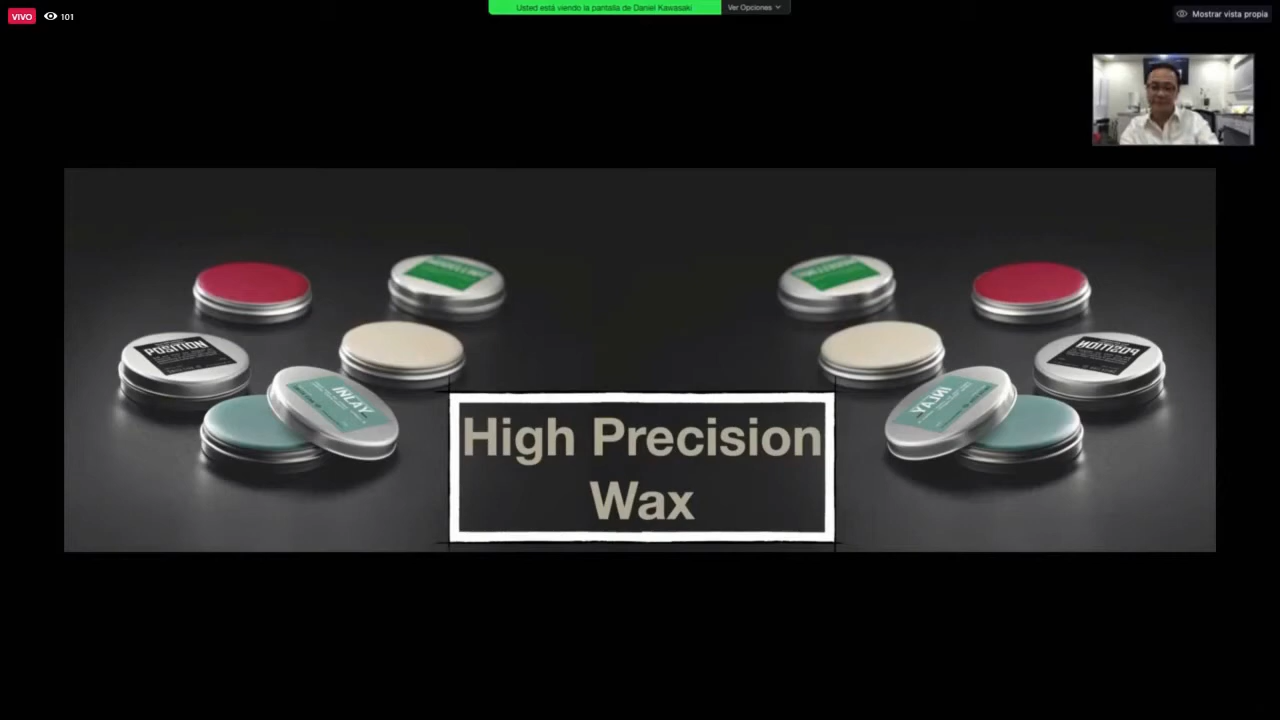 VIVO 101
Usted está viendo la pantalla de Daniel Kawasaki
Ver Opciones
Mostrar vista propia
POSITION
INLAY
High Precision
Wax
INLAY
POSITION